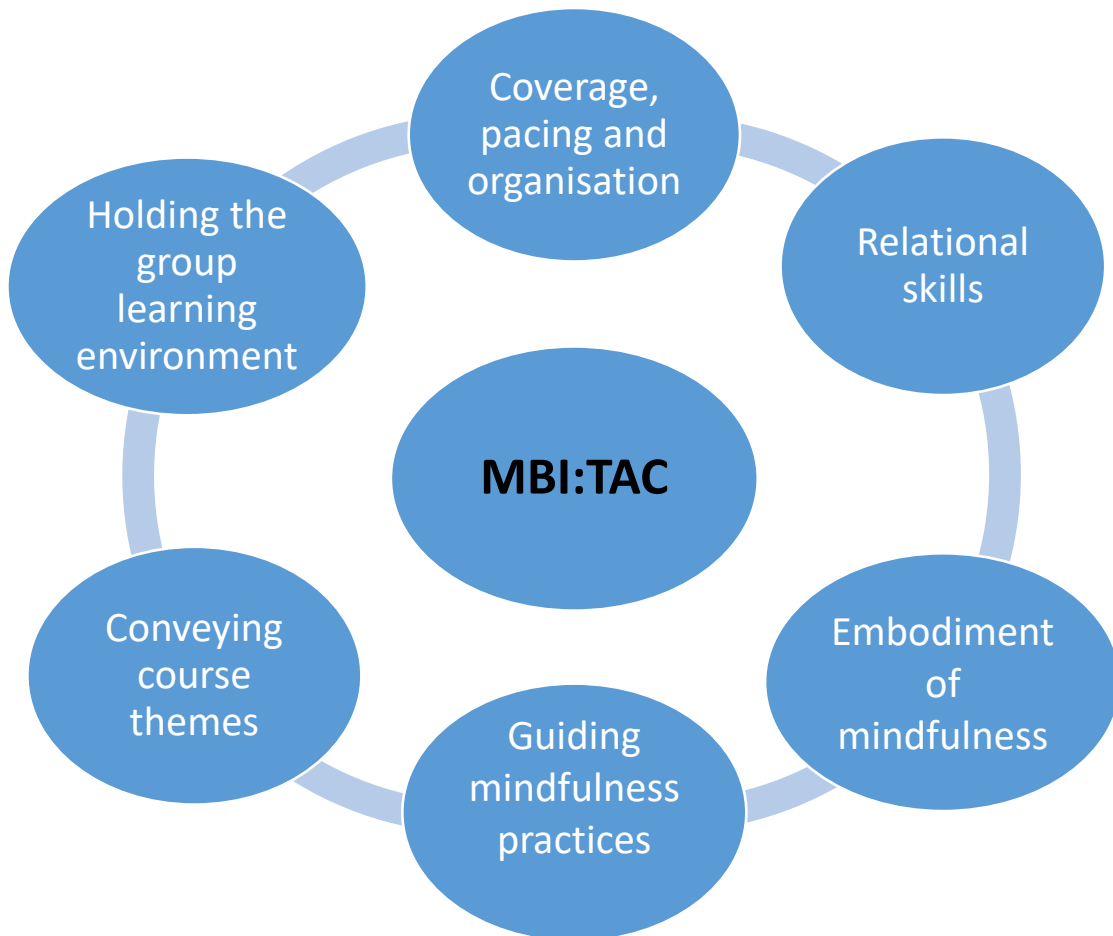 Coverage,
pacing and
organisation
Relational
skills
Embodiment
of
mindfulness
Guiding
mindfulness
practices
Conveying
course
themes
Holding the
group
learning
environment
MBI:TAC